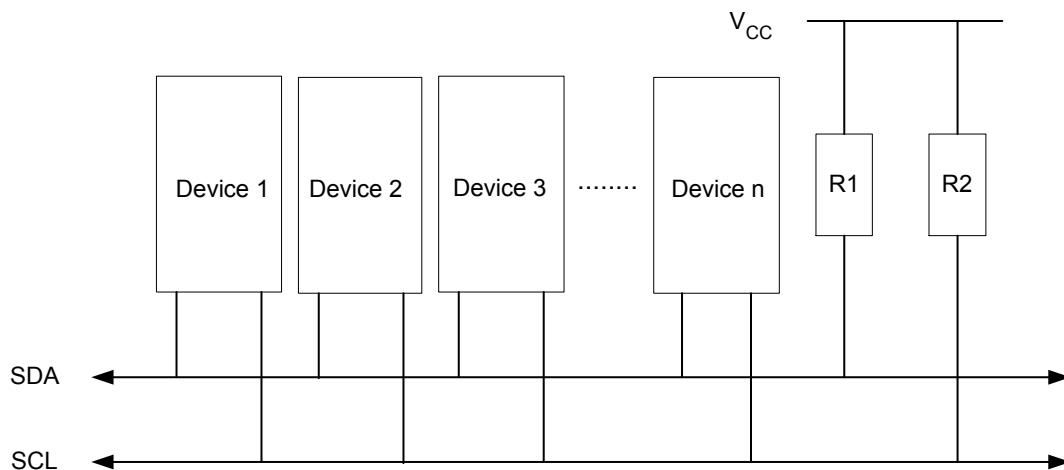 VCC
Device 1 Device 2 Device 3 ........ Device n R1 R2
SDA
SCL